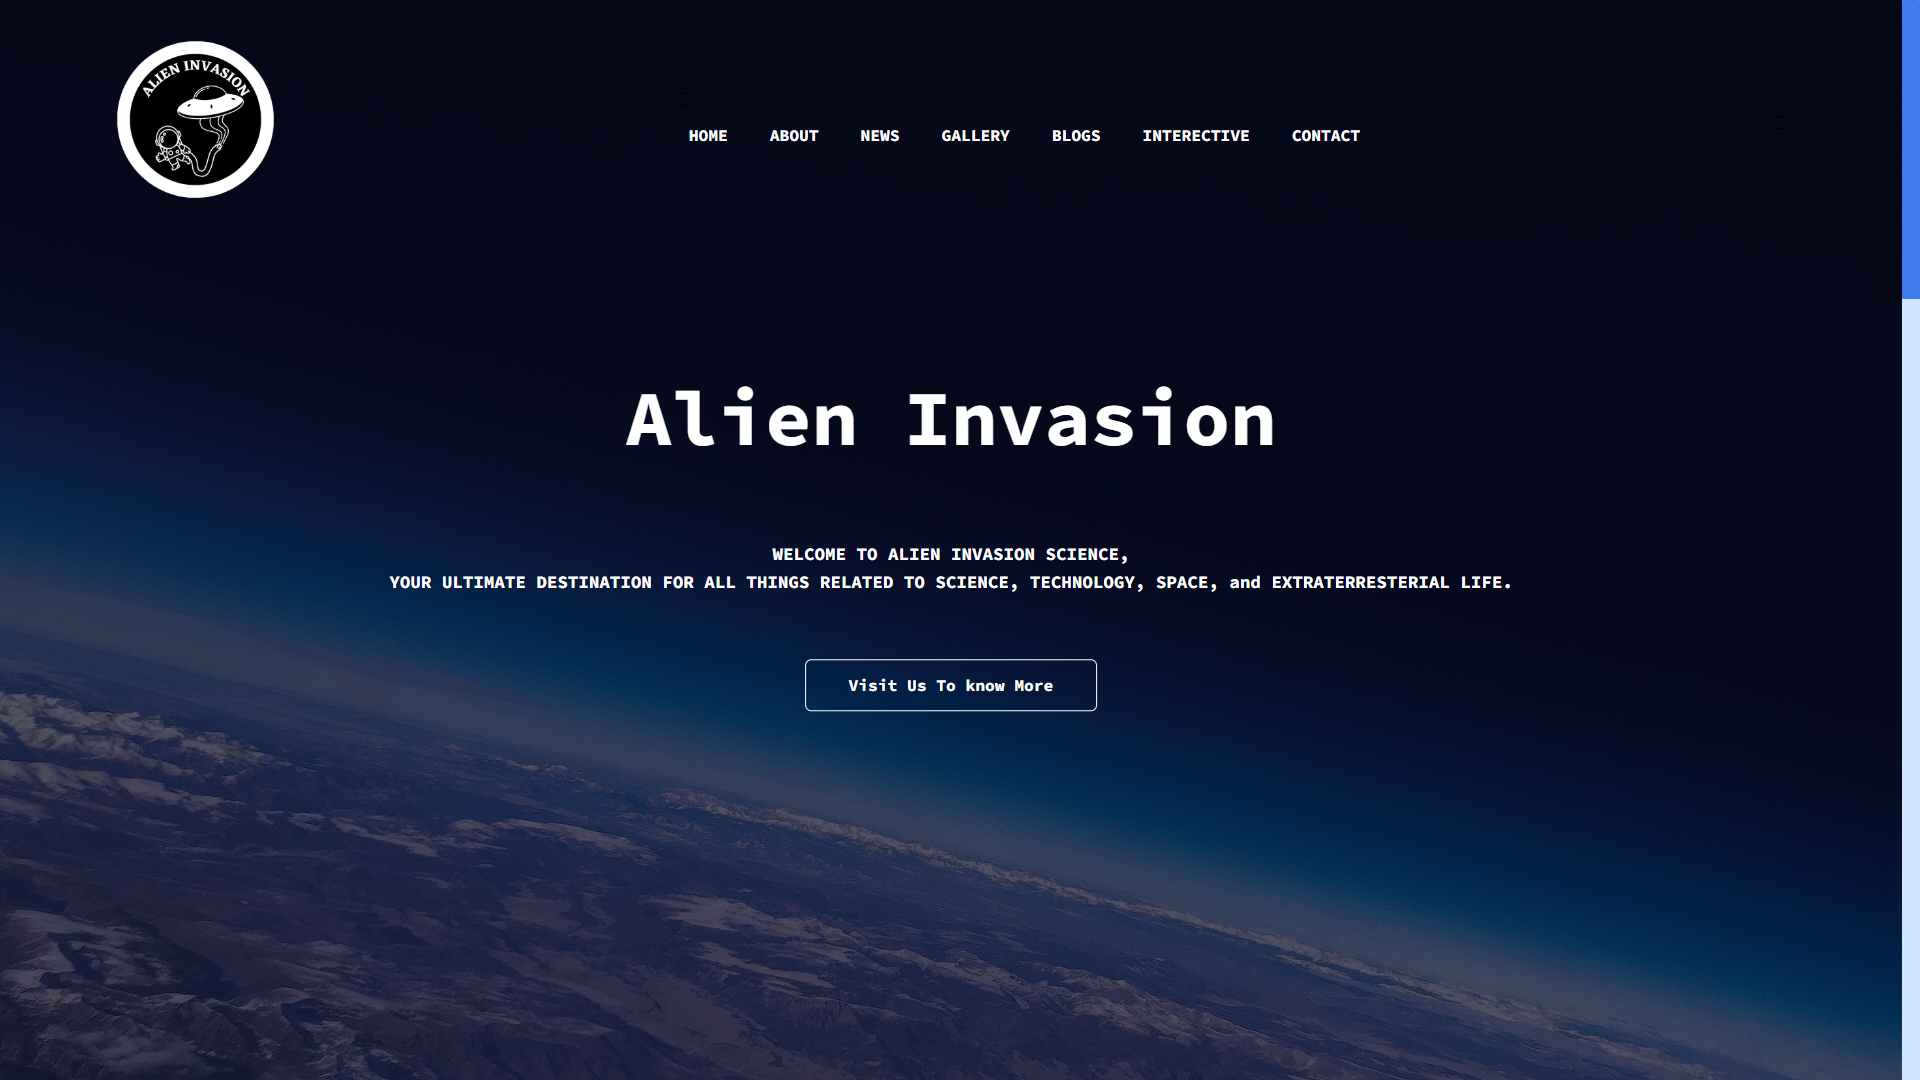 ALIEN INVASION
HOME ABOUT NEWS GALLERY BLOGS INTERECTIVE CONTACT
Alien Invasion
WELCOME TO ALIEN INVASION SCIENCE,
YOUR ULTIMATE DESTINATION FOR ALL THINGS RELATED TO SCIENCE, TECHNOLOGY, SPACE, and EXTRATERRESTERIAL LIFE.
Visit Us To know More